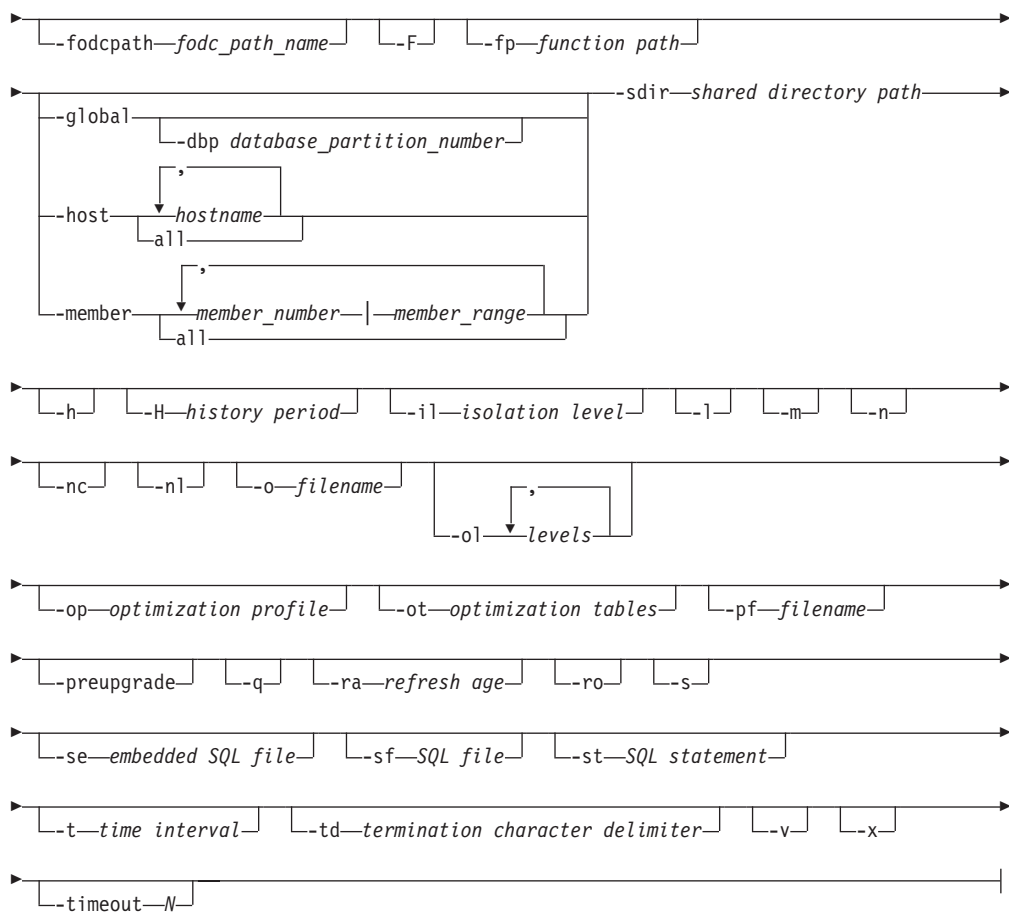 -fodcpath fodc_path_name -F -fp function path
-sdir shared directory path
-global
-dbp database_partition_number
,
-host hostname
all
,
-member member_number | member_range
all
-h -H history period -il isolation level -l -m -n
-nc -nl -o filename
,
-ol levels
-op optimization profile -ot optimization tables -pf filename
-preupgrade -q -ra refresh age -ro -s
-se embedded SQL file -sf SQL file -st SQL statement
-t time interval -td termination character delimiter -v -x
-timeout N